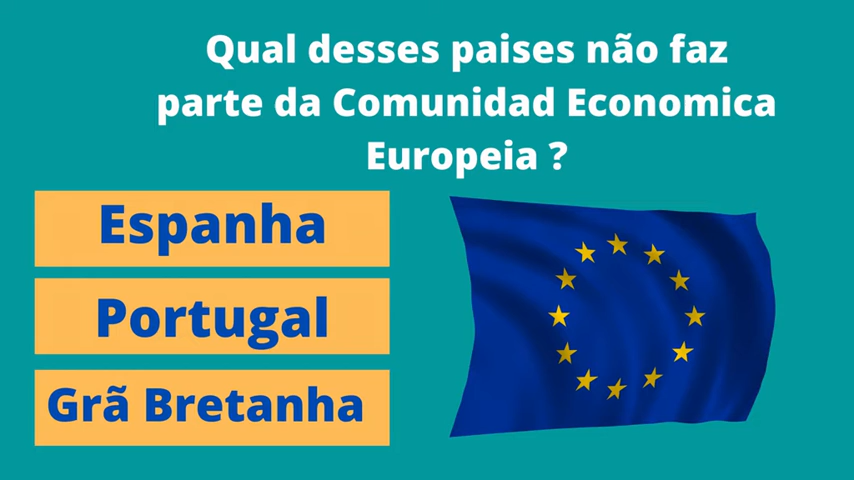 Qual desses paises não faz
parte da Comunidad Economica
Europeia ?
Espanha
Portugal
Grã Bretanha